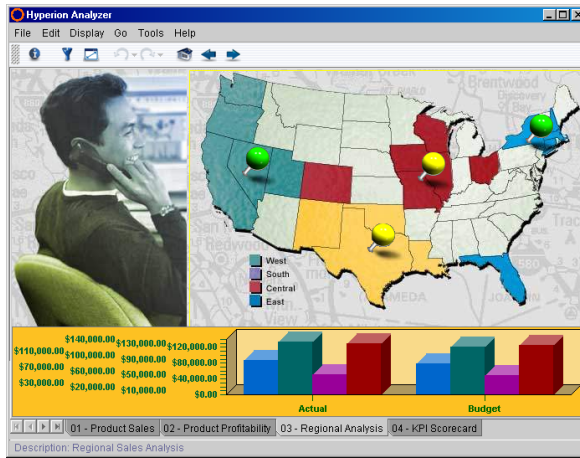 Hyperion Analyzer
File Edit Display Go Tools Help
Brentwood
West
South
Central
East
$140,000.00
$130,000.00
$120,000.00
$110,000.00
$100,000.00
$90,000.00
$80,000.00
$70,000.00
$60,000.00
$50,000.00
$40,000.00
$30,000.00
$20,000.00
$10,000.00
$0.00
Actual Budget
01 - Product Sales 02 - Product Profitability 03 - Regional Analysis 04 - KPI Scorecard
Description: Regional Sales Analysis